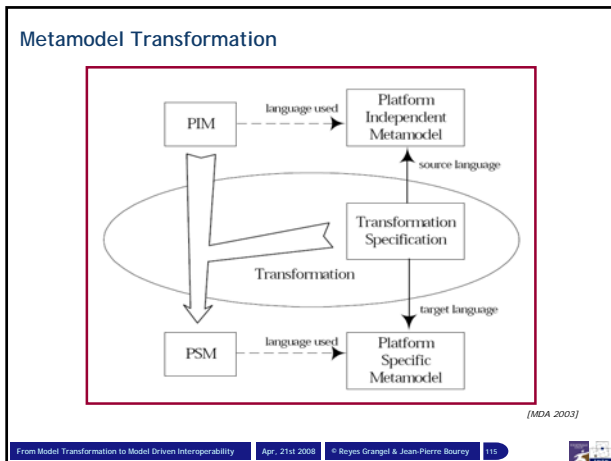 Metamodel Transformation
PIM
language used
Platform
Independent
Metamodel
source language
Transformation
Specification
Transformation
target language
PSM
language used
Platform
Specific
Metamodel
[MDA 2003]
From Model Transformation to Model Driven Interoperability
Apr, 21st 2008
© Reyes Grangel & Jean-Pierre Bourey
115